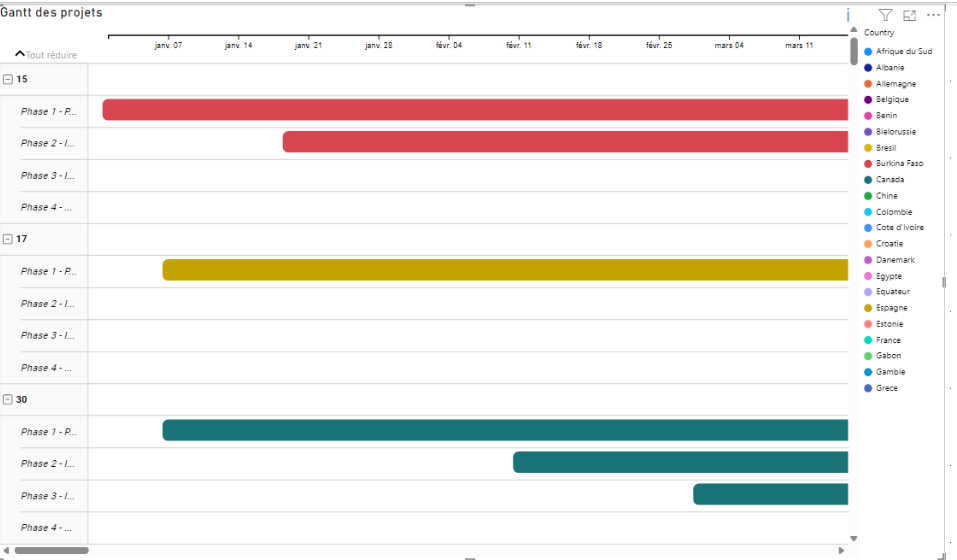 Gantt des projets
janv. 07 janv. 14 janv. 21 janv. 28 févr. 04 févr. 11 févr. 18 févr. 25 mars 04 mars 11
Tout réduire
15
Phase 1 - P...
Phase 2 - I...
Phase 3 - I...
Phase 4 - ...
17
Phase 1 - P...
Phase 2 - I...
Phase 3 - I...
Phase 4 - ...
30
Phase 1 - P...
Phase 2 - I...
Phase 3 - I...
Phase 4 - ...
Country
Afrique du Sud
Albanie
Allemagne
Belgique
Benin
Bielorussie
Bresil
Burkina Faso
Canada
Chine
Colombie
Cote d'Ivoire
Croatie
Danemark
Egypte
Equateur
Espagne
Estonie
France
Gabon
Gambie
Grece